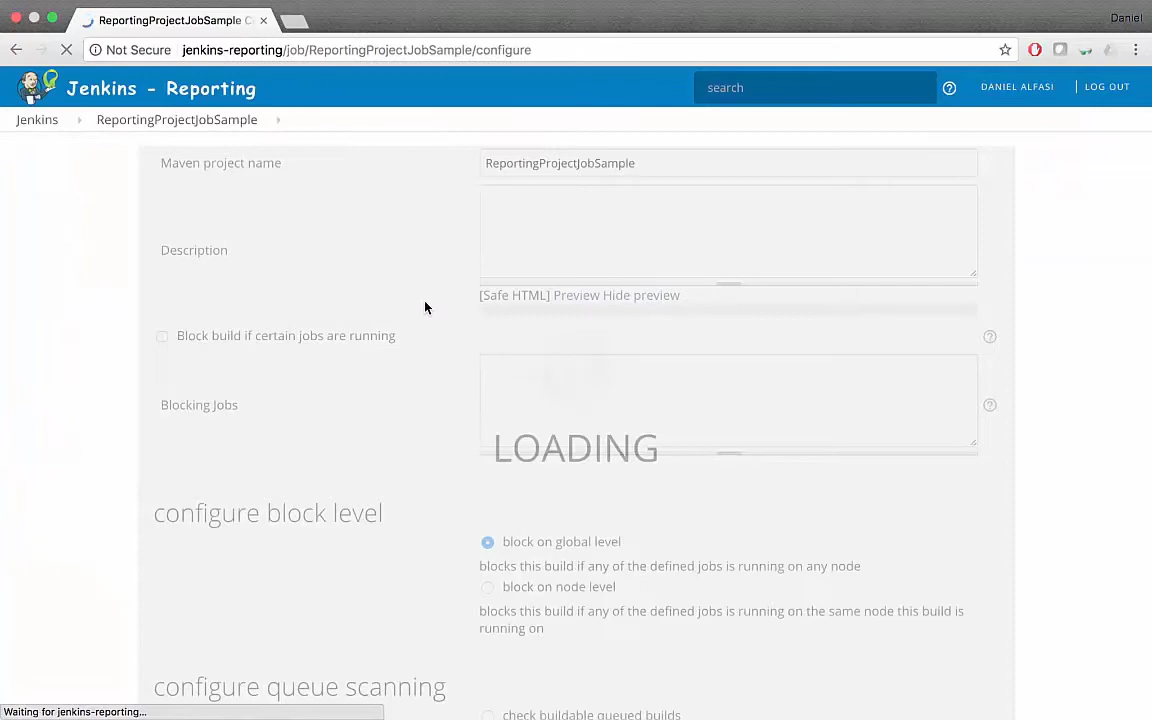 ReportingProjectJobSample C
Daniel
Not Secure jenkins-reporting/job/ReportingProjectJobSample/configure
Jenkins - Reporting
search
DANIEL ALFASI
LOG OUT
Jenkins
ReportingProjectJobSample
Maven project name
ReportingProjectJobSample
Description
[Safe HTML] Preview Hide preview
Block build if certain jobs are running
Blocking Jobs
LOADING
configure block level
block on global level
blocks this build if any of the defined jobs is running on any node
block on node level
blocks this build if any of the defined jobs is running on the same node this build is
running on
configure queue scanning
check buildable queued builds
Waiting for jenkins-reporting...